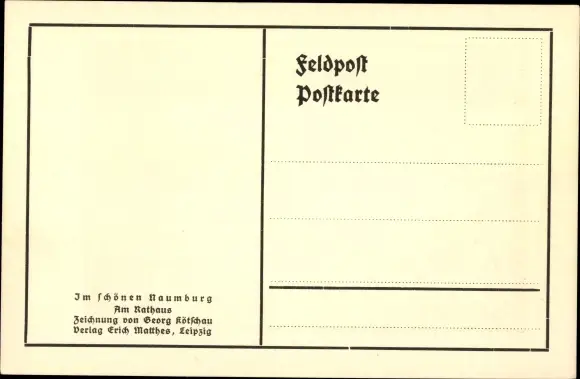 Feldpost
Postkarte
Im schönen Naumburg
Am Rathaus
Zeichnung von Georg Kötschau
Verlag Erich Matthes, Leipzig